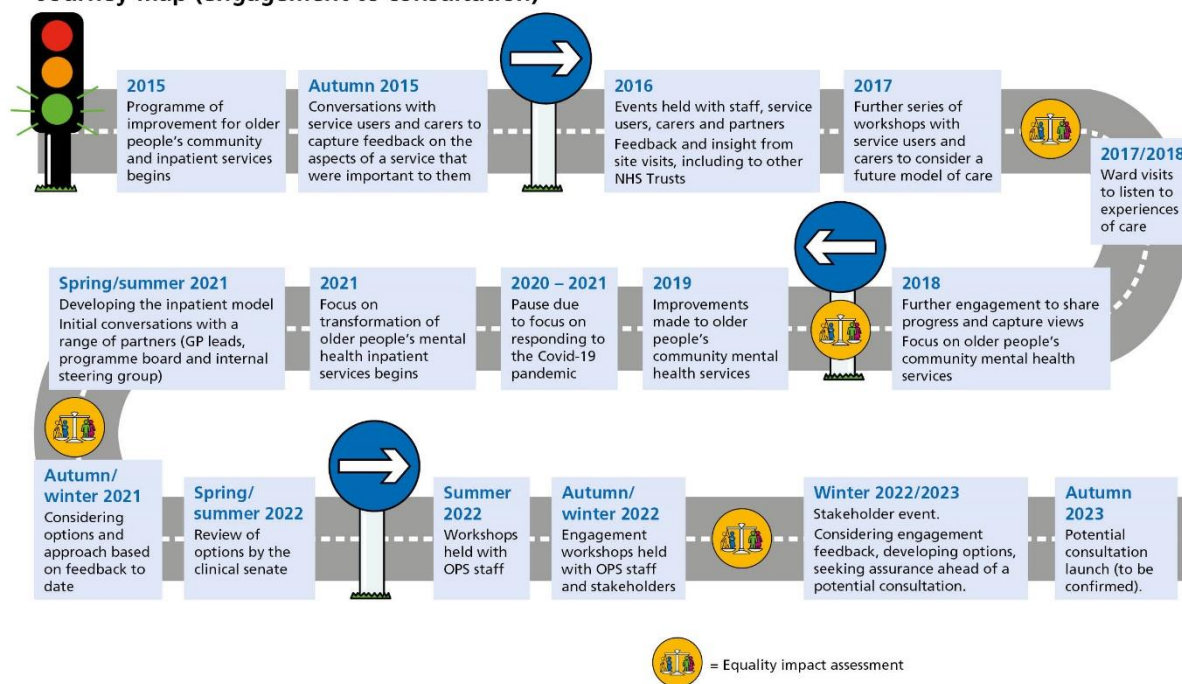 Journey map (engagement to consultation)
2015
Programme of
improvement for older
people's community
and inpatient services
begins
Autumn 2015
Conversations with
service users and carers to
capture feedback on the
aspects of a service that
were important to them
2016
Events held with staff, service
users, carers and partners
Feedback and insight from
site visits, including to other
NHS Trusts
2017
Further series of
workshops with
service users and
carers to consider a
future model of care
2017/2018
Ward visits
to listen to
experiences
of care
2018
Further engagement to share
progress and capture views
Focus on older people's
community mental health
services
2019
Improvements
made to older
people's
community mental
health services
2020 – 2021
Pause due
to focus on
responding to
the Covid-19
pandemic
2021
Focus on
transformation of
older people's mental
health inpatient
services begins
Spring/summer 2021
Developing the inpatient model
Initial conversations with a
range of partners (GP leads,
programme board and internal
steering group)
Autumn/
winter 2021
Considering
options and
approach based
on feedback to
date
Spring/
summer 2022
Review of
options by the
clinical senate
Summer
2022
Workshops
held with
OPS staff
Autumn/
winter 2022
Engagement
workshops held
with OPS staff
and stakeholders
Winter 2022/2023
Stakeholder event.
Considering engagement
feedback, developing options,
seeking assurance ahead of a
potential consultation.
Autumn
2023
Potential
consultation
launch (to be
confirmed).
= Equality impact assessment